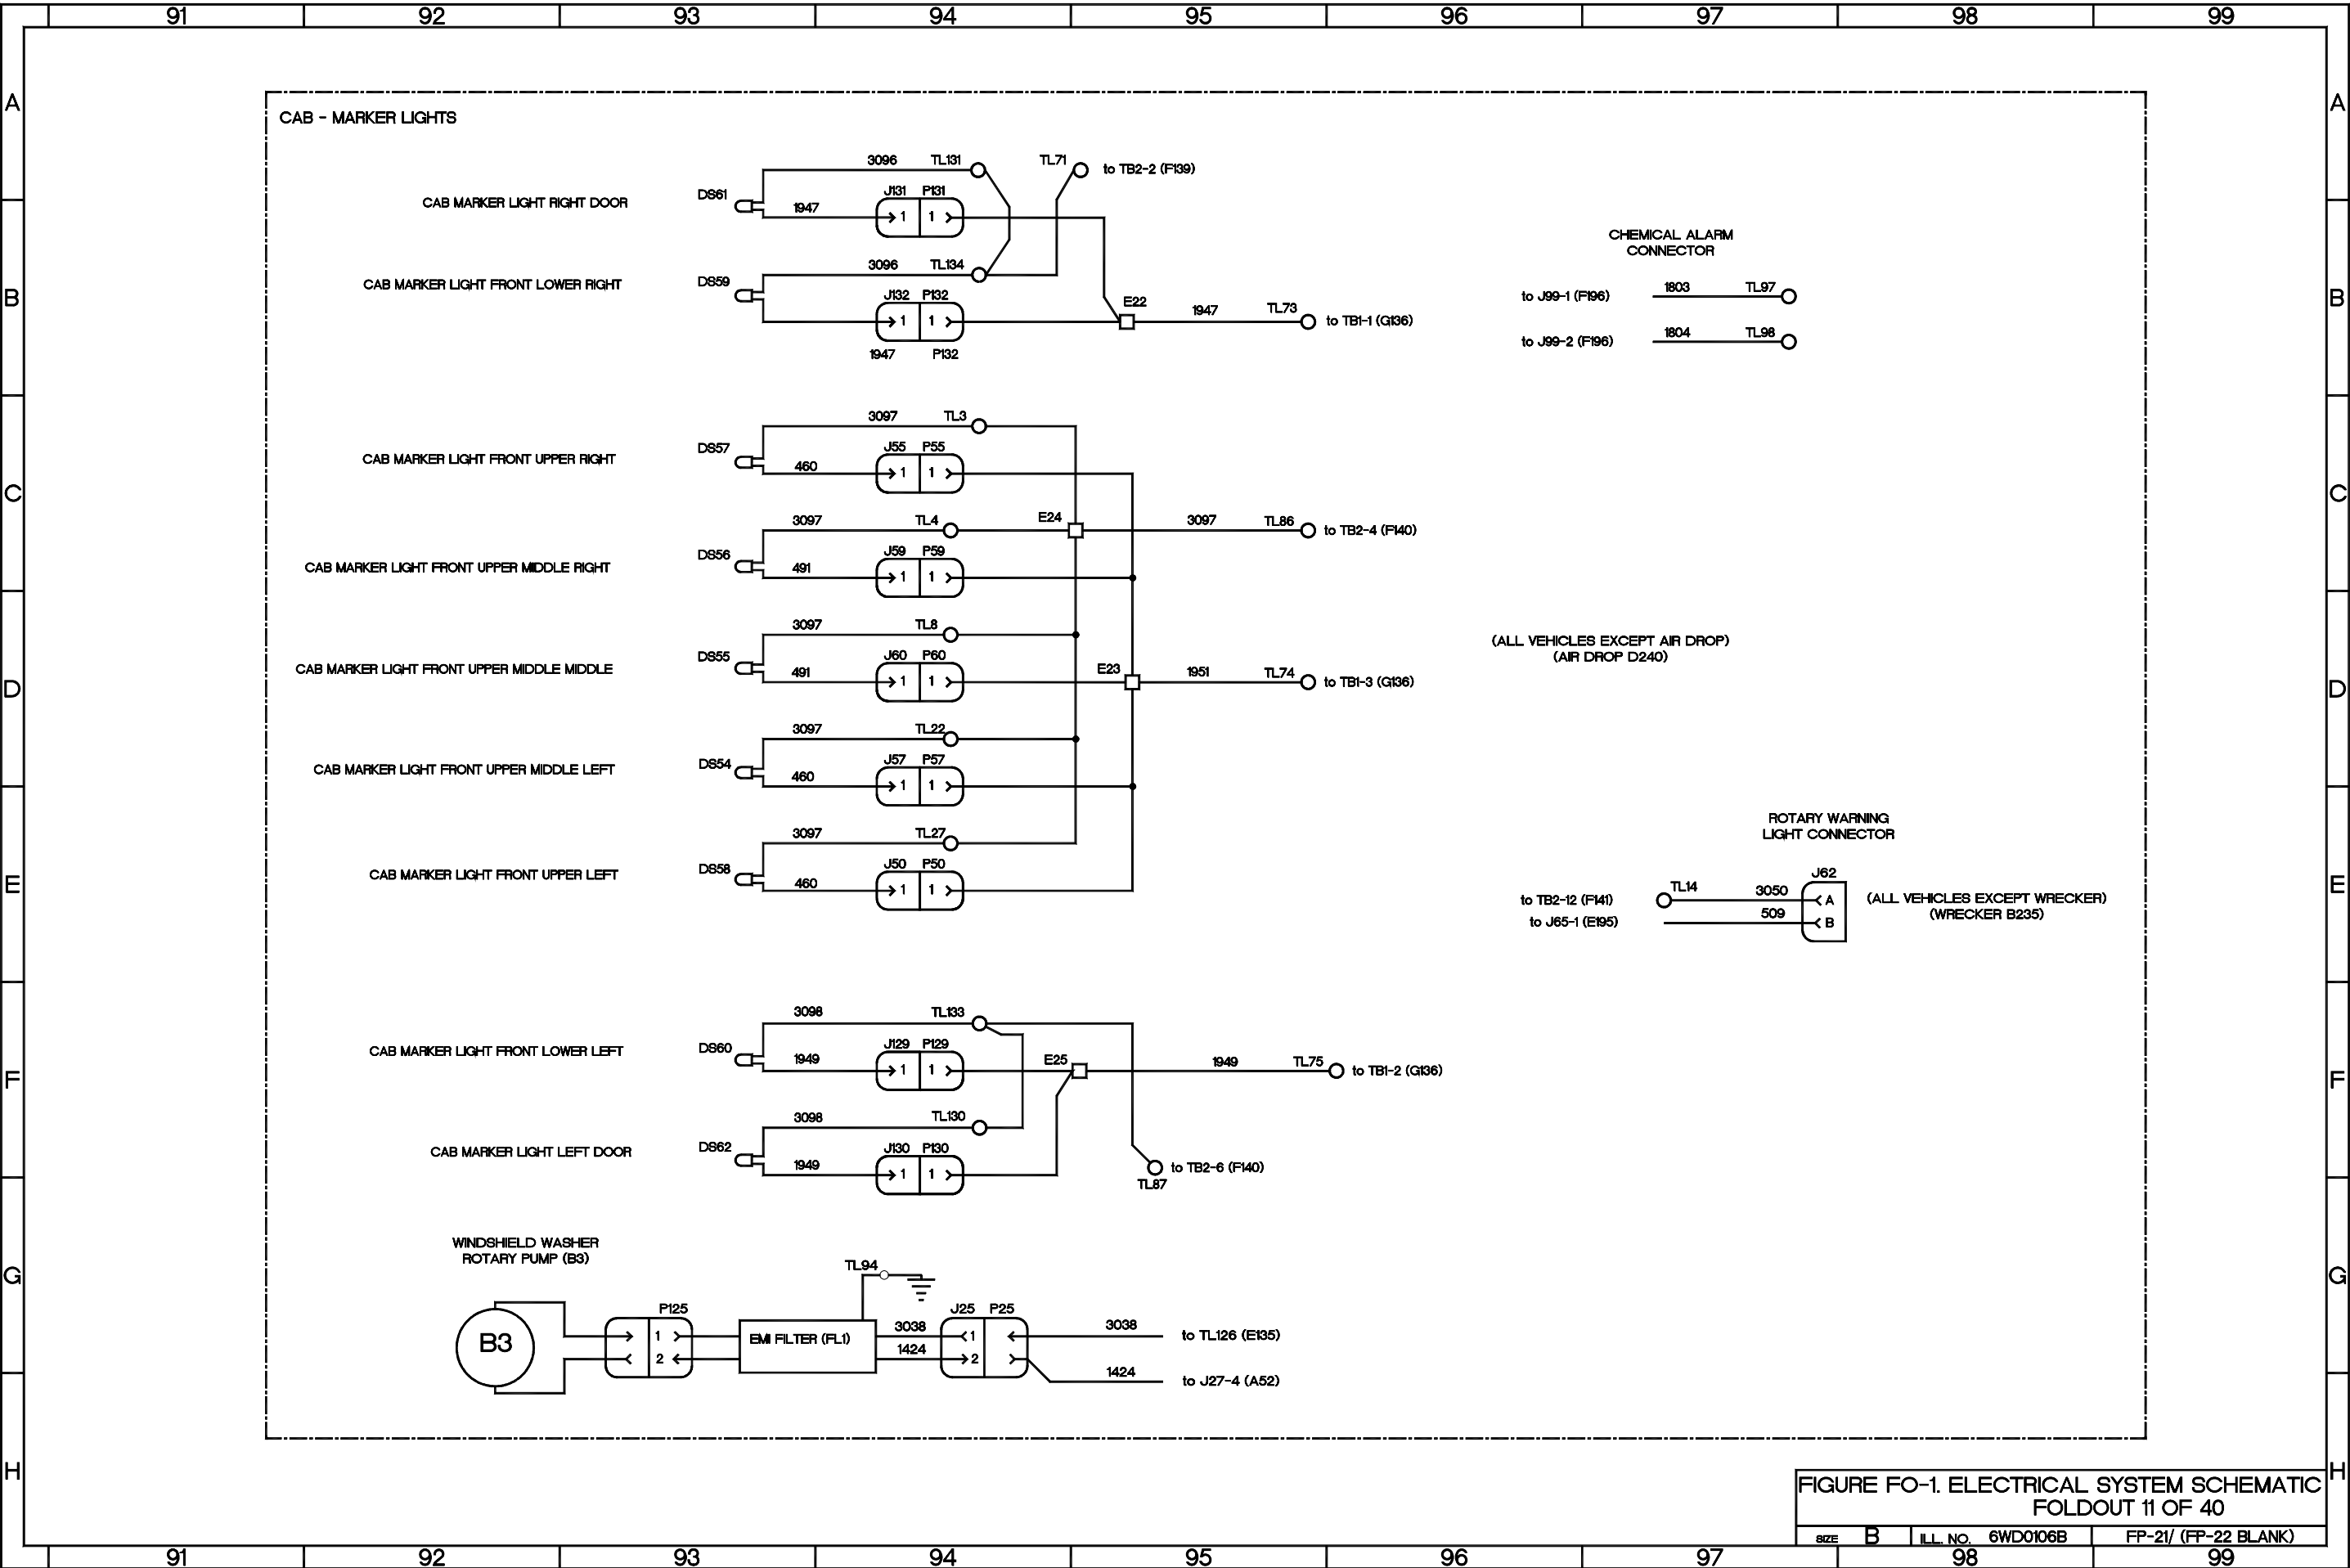 91 92 93 94 95 96 97 98 99
A A
CAB - MARKER LIGHTS
3096 TL131 TL71 to TB2-2 (F139)
CAB MARKER LIGHT RIGHT DOOR DS61 J131 P131
1947 1 1
CHEMICAL ALARM
CONNECTOR
3096 TL134
CAB MARKER LIGHT FRONT LOWER RIGHT DS59 J132 P132
B B
to J99-1 (F196) 1803 TL97
1 1 E22 1947 TL73 to TB1-1 (G136)
to J99-2 (F196) 1804 TL98
1947 P132
3097 TL3
CAB MARKER LIGHT FRONT UPPER RIGHT DS57 J55 P55
460 1 1
C C
3097 TL4 E24 3097 TL86 to TB2-4 (F140)
CAB MARKER LIGHT FRONT UPPER MIDDLE RIGHT DS56 J59 P59
491 1 1
3097 TL8
(ALL VEHICLES EXCEPT AIR DROP)
(AIR DROP D240)
CAB MARKER LIGHT FRONT UPPER MIDDLE MIDDLE DS55 J60 P60
491 1 1 E23 1951 TL74 to TB1-3 (G136)
D D
3097 TL22
CAB MARKER LIGHT FRONT UPPER MIDDLE LEFT DS54 J57 P57
460 1 1
ROTARY WARNING
LIGHT CONNECTOR
3097 TL27
CAB MARKER LIGHT FRONT UPPER LEFT DS58 J50 P50
460 1 1
J62
E E
to TB2-12 (F141) TL14 3050 A (ALL VEHICLES EXCEPT WRECKER)
to J65-1 (E195) 509 B (WRECKER B235)
3098 TL133
CAB MARKER LIGHT FRONT LOWER LEFT DS60 J129 P129
1949 1 1 E25 1949 TL75 to TB1-2 (G136)
F F
3098 TL130
CAB MARKER LIGHT LEFT DOOR DS62 J130 P130
1949 1 1 to TB2-6 (F140)
TL87
WINDSHIELD WASHER
ROTARY PUMP (B3)
G G
TL94
P125 J25 P25
B3 1 EMI FILTER (FL1) 3038 1 3038 to TL126 (E135)
2 1424 2 1424 to J27-4 (A52)
H H
FIGURE FO-1. ELECTRICAL SYSTEM SCHEMATIC
FOLDOUT 11 OF 40
SIZE B ILL. NO. 6WD0106B FP-21/ (FP-22 BLANK)
91 92 93 94 95 96 97 98 99